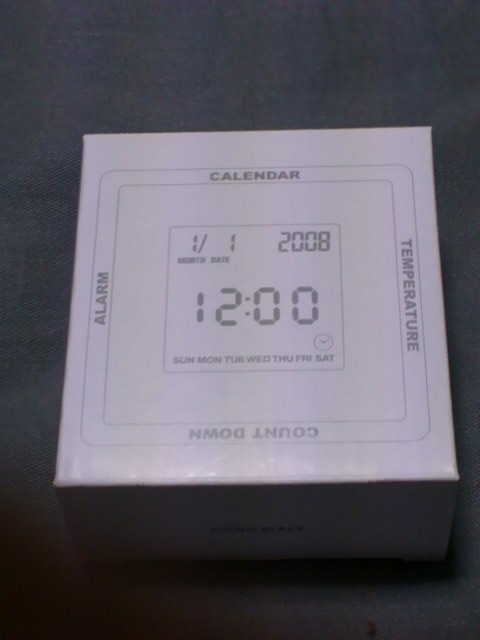 CALENDAR
1/ 1 2008
MONTH DATE
12:00
SUN MON TUE WED THU FRI SAT
ALARM
TEMPERATURE
COUNT DOWN
PIANO BLACK